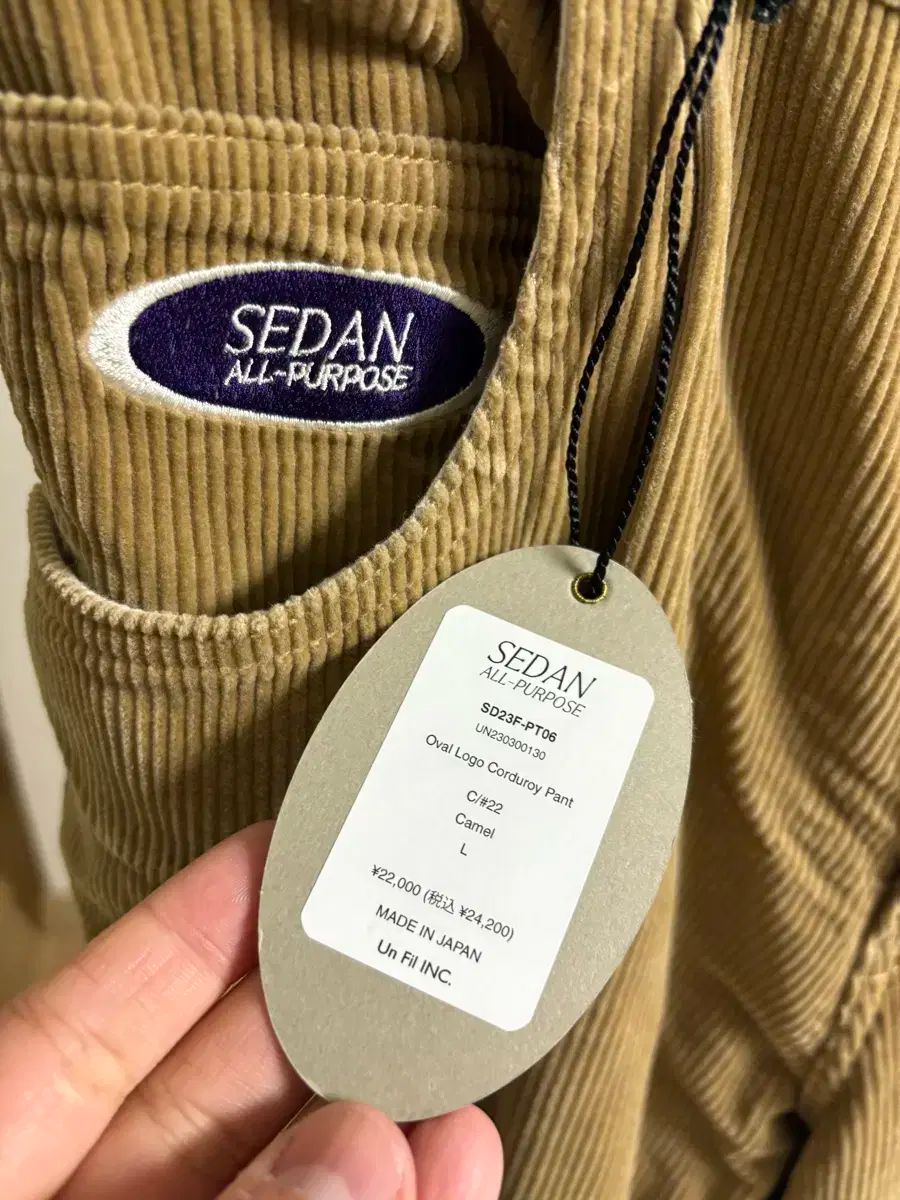 SEDAN
ALL-PURPOSE
SEDAN
ALL-PURPOSE
SD23F-PT06
UN230300130
Oval Logo Corduroy Pant
C/#22
Camel
L
¥22,000 (税込 ¥24,200)
MADE IN JAPAN
Un Fil INC.